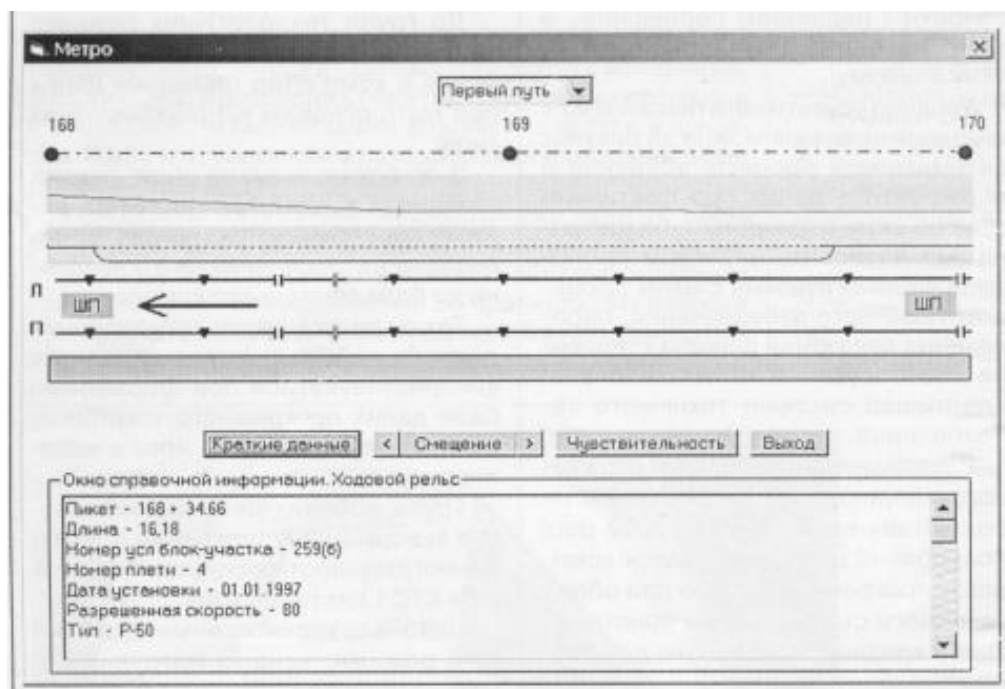 Метро
Первый путь
168 169 170
Л
ШП ШП
П
Краткие данные < Смещение > Чувствительность Выход
Окно справочной информации. Ходовой рельс
Пикет - 168 + 34.66
Длина - 16,18
Номер усл блок-участка - 259(б)
Номер плети - 4
Дата установки - 01.01.1997
Разрешенная скорость - 80
Тип - Р-50